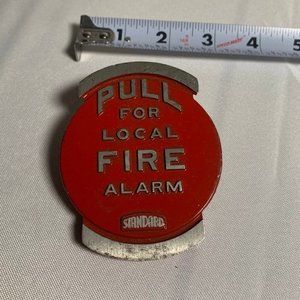 1 2 3 4 5
PULL
FOR
LOCAL
FIRE
ALARM
STANDARD